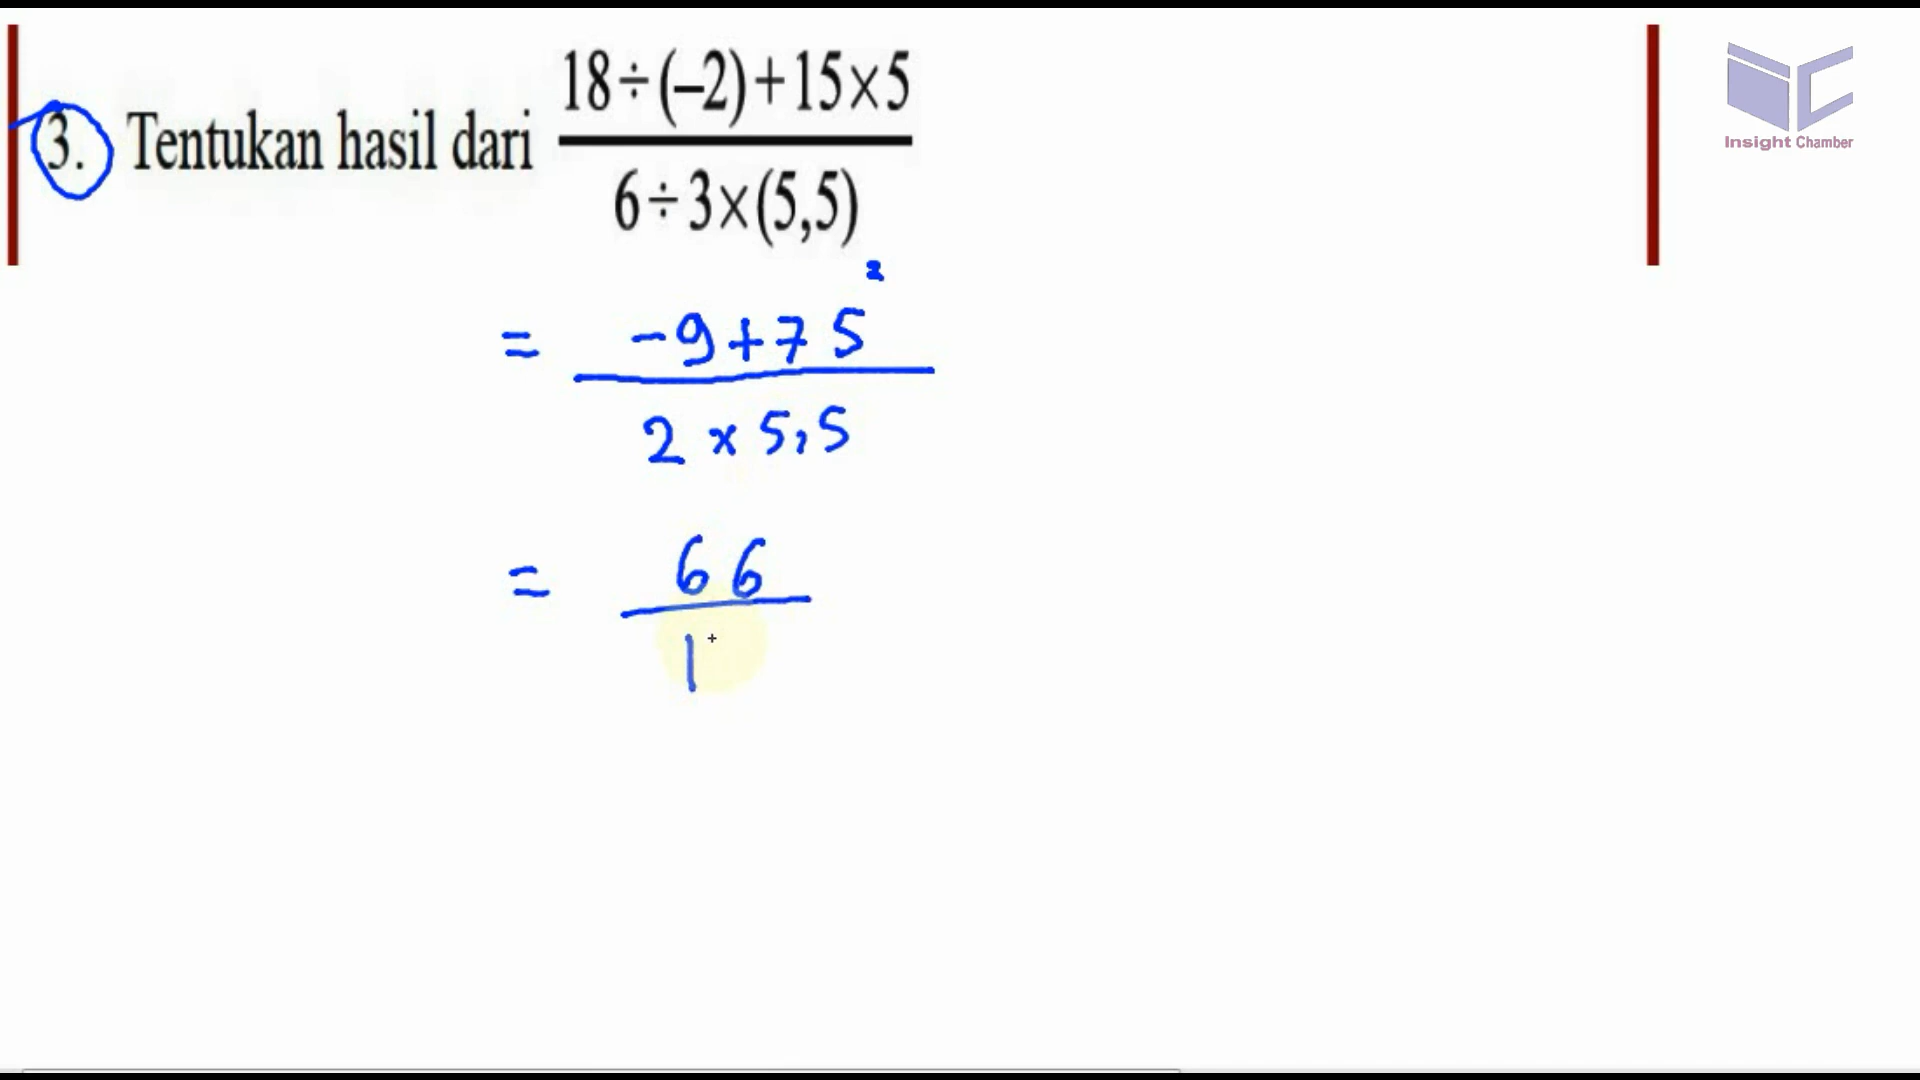 3. Tentukan hasil dari 18÷(–2)+15×5 / 6÷3×(5,5)
Insight Chamber
2
= -9+75
2 × 5,5
= 66
1